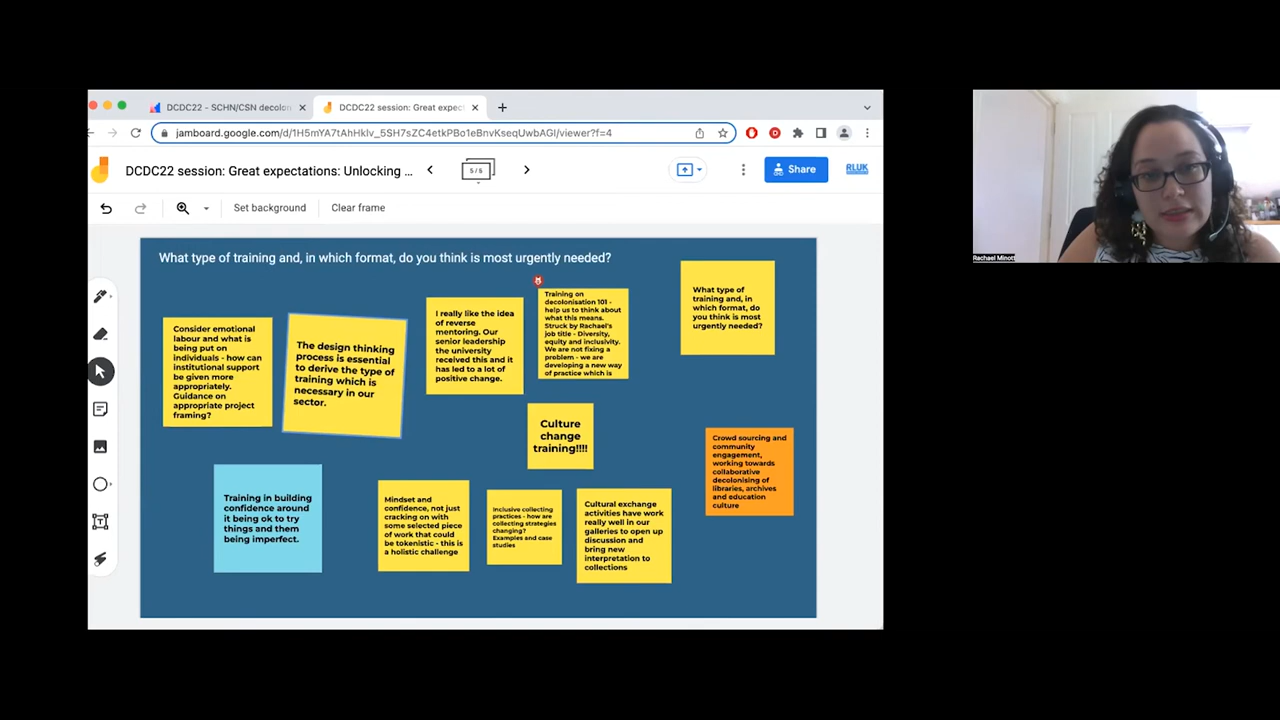 DCDC22 - SCHN/CSN decolon
DCDC22 session: Great expect
jamboard.google.com/d/1H5mYA7tAhHkIv_5SH7sZC4etkPBo1eBnvKseqUwbAGI/viewer?f=4
DCDC22 session: Great expectations: Unlocking ...
5/5
Share
RLUK
Set background
Clear frame
What type of training and, in which format, do you think is most urgently needed?
Consider emotional
labour and what is
being put on
individuals - how can
institutional support
be given more
appropriately.
Guidance on
appropriate project
framing?
The design thinking
process is essential
to derive the type of
training which is
necessary in our
sector.
I really like the idea
of reverse
mentoring. Our
senior leadership
the university
received this and it
has led to a lot of
positive change.
Training on
decolonisation 101 -
help us to think about
what this means.
Struck by Rachael's
job title - Diversity,
equity and inclusivity.
We are not fixing a
problem - we are
developing a new way
of practice which is
What type of
training and, in
which format, do
you think is most
urgently needed?
Culture
change
training!!!!
Crowd sourcing and
community
engagement,
working towards
collaborative
decolonising of
libraries, archives
and education
culture
Training in building
confidence around
it being ok to try
things and them
being imperfect.
Mindset and
confidence, not just
cracking on with
some selected piece
of work that could
be tokenistic - this is
a holistic challenge
Inclusive collecting
practices - how are
collecting strategies
changing?
Examples and case
studies
Cultural exchange
activities have work
really well in our
galleries to open up
discussion and
bring new
interpretation to
collections
Rachael Minott